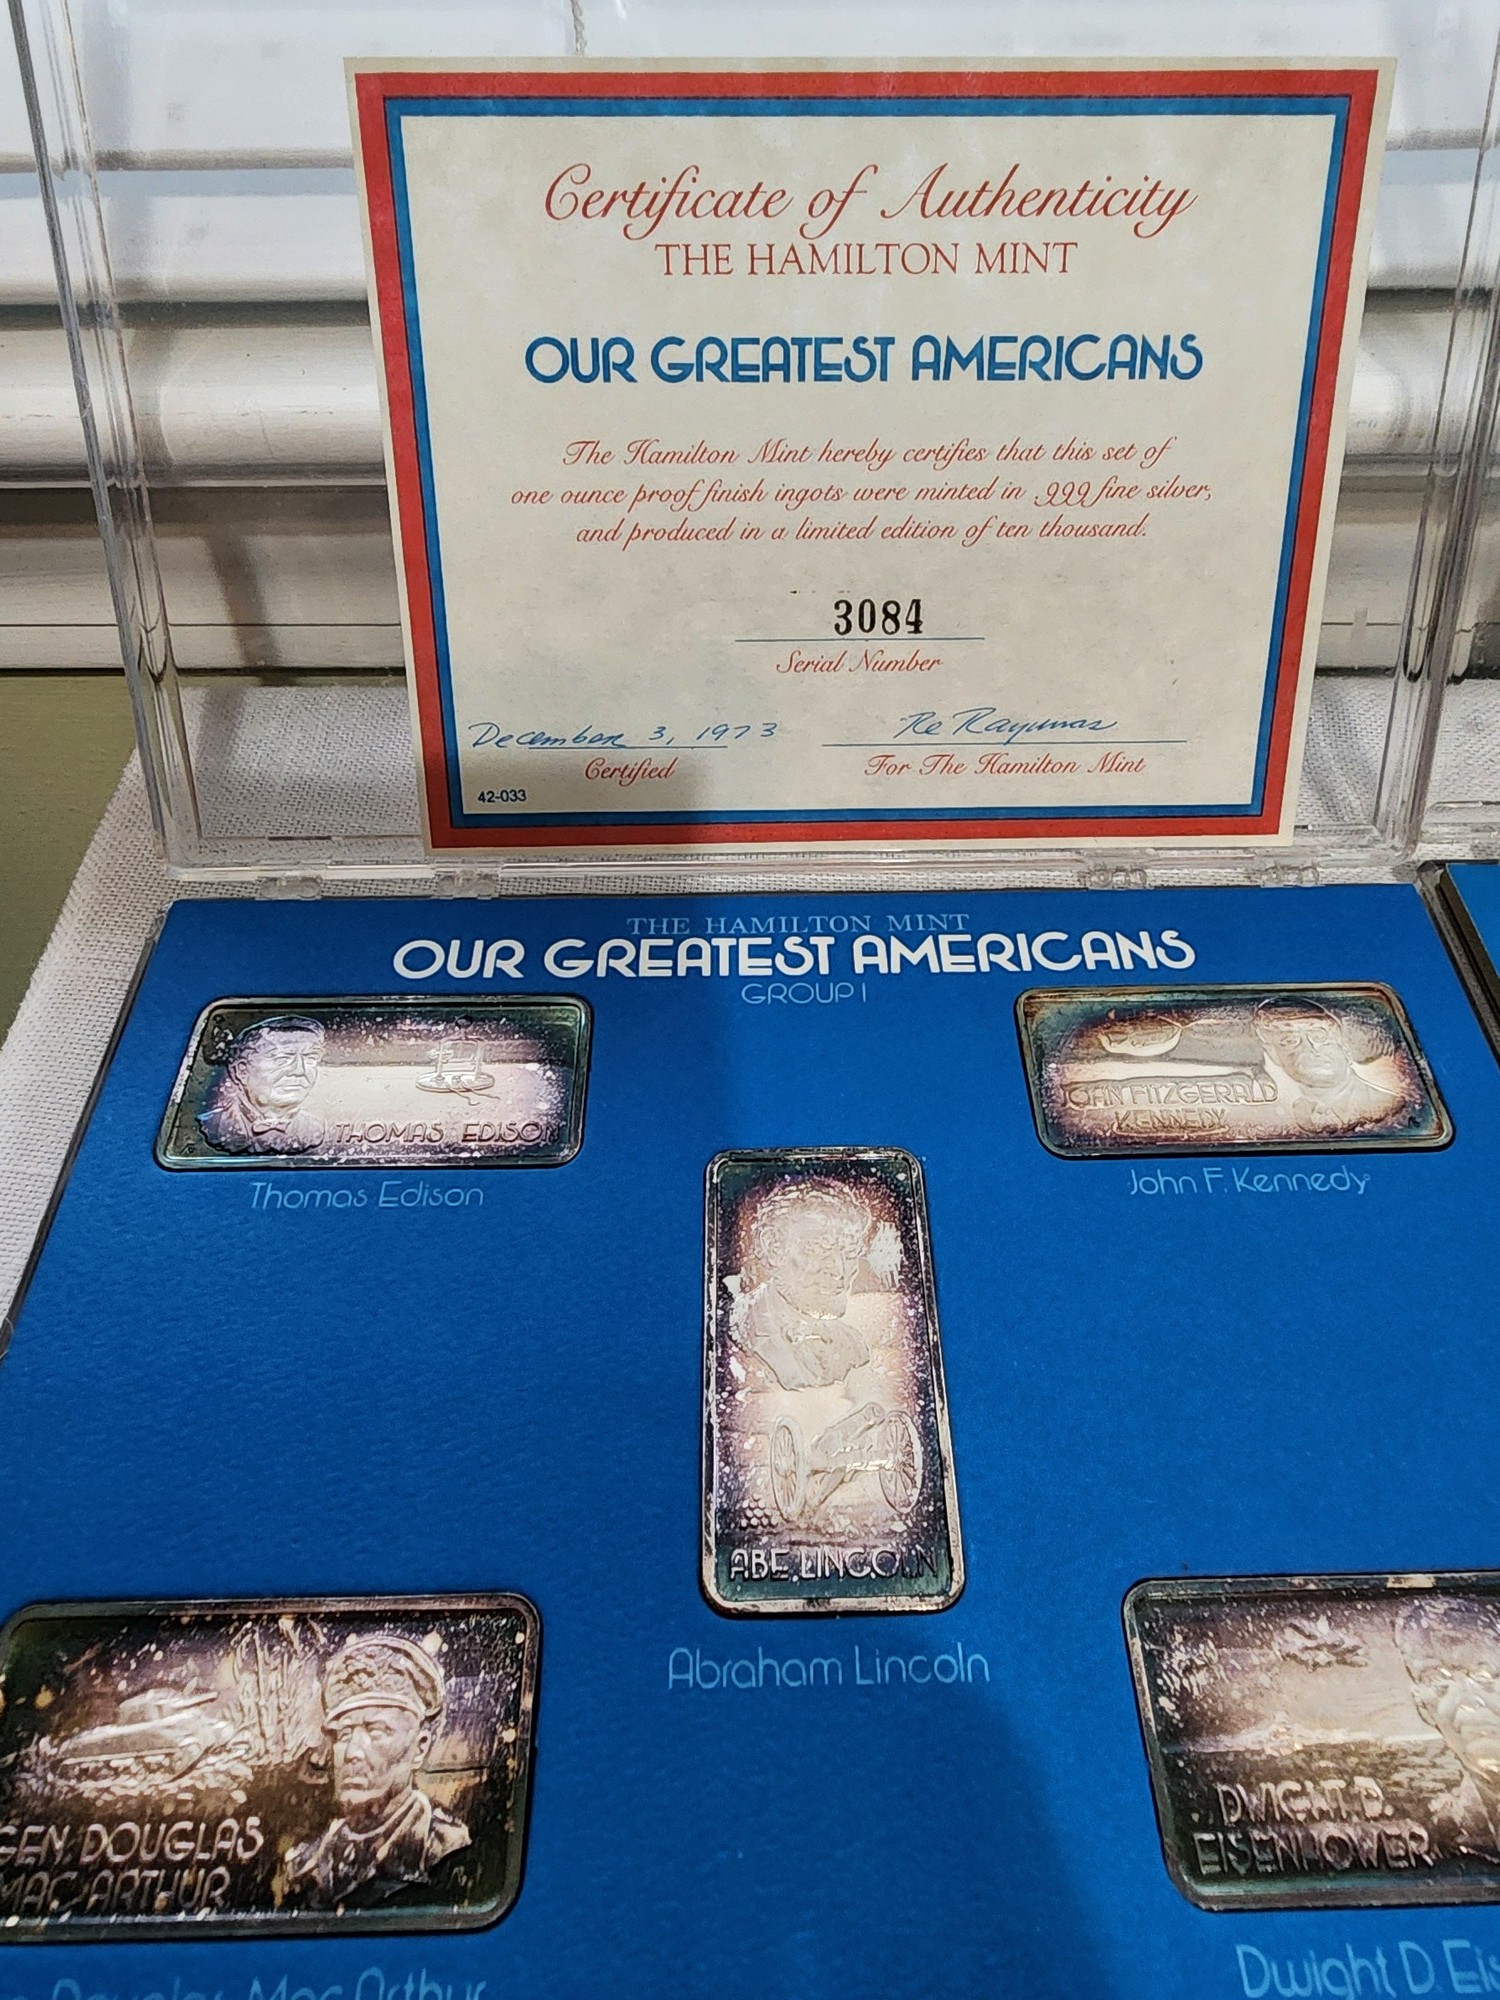 Certificate of Authenticity
THE HAMILTON MINT
OUR GREATEST AMERICANS
The Hamilton Mint hereby certifies that this set of
one ounce proof finish ingots were minted in .999 fine silver,
and produced in a limited edition of ten thousand.
3084
Serial Number
December 3, 1973
Certified
For The Hamilton Mint
42-033
THE HAMILTON MINT
OUR GREATEST AMERICANS
GROUP I
THOMAS EDISON
Thomas Edison
JOHN FITZGERALD
KENNEDY
John F. Kennedy
ABE LINCOLN
Abraham Lincoln
GEN. DOUGLAS
MAC ARTHUR
Douglas MacArthur
DWIGHT D.
EISENHOWER
Dwight D. Eis